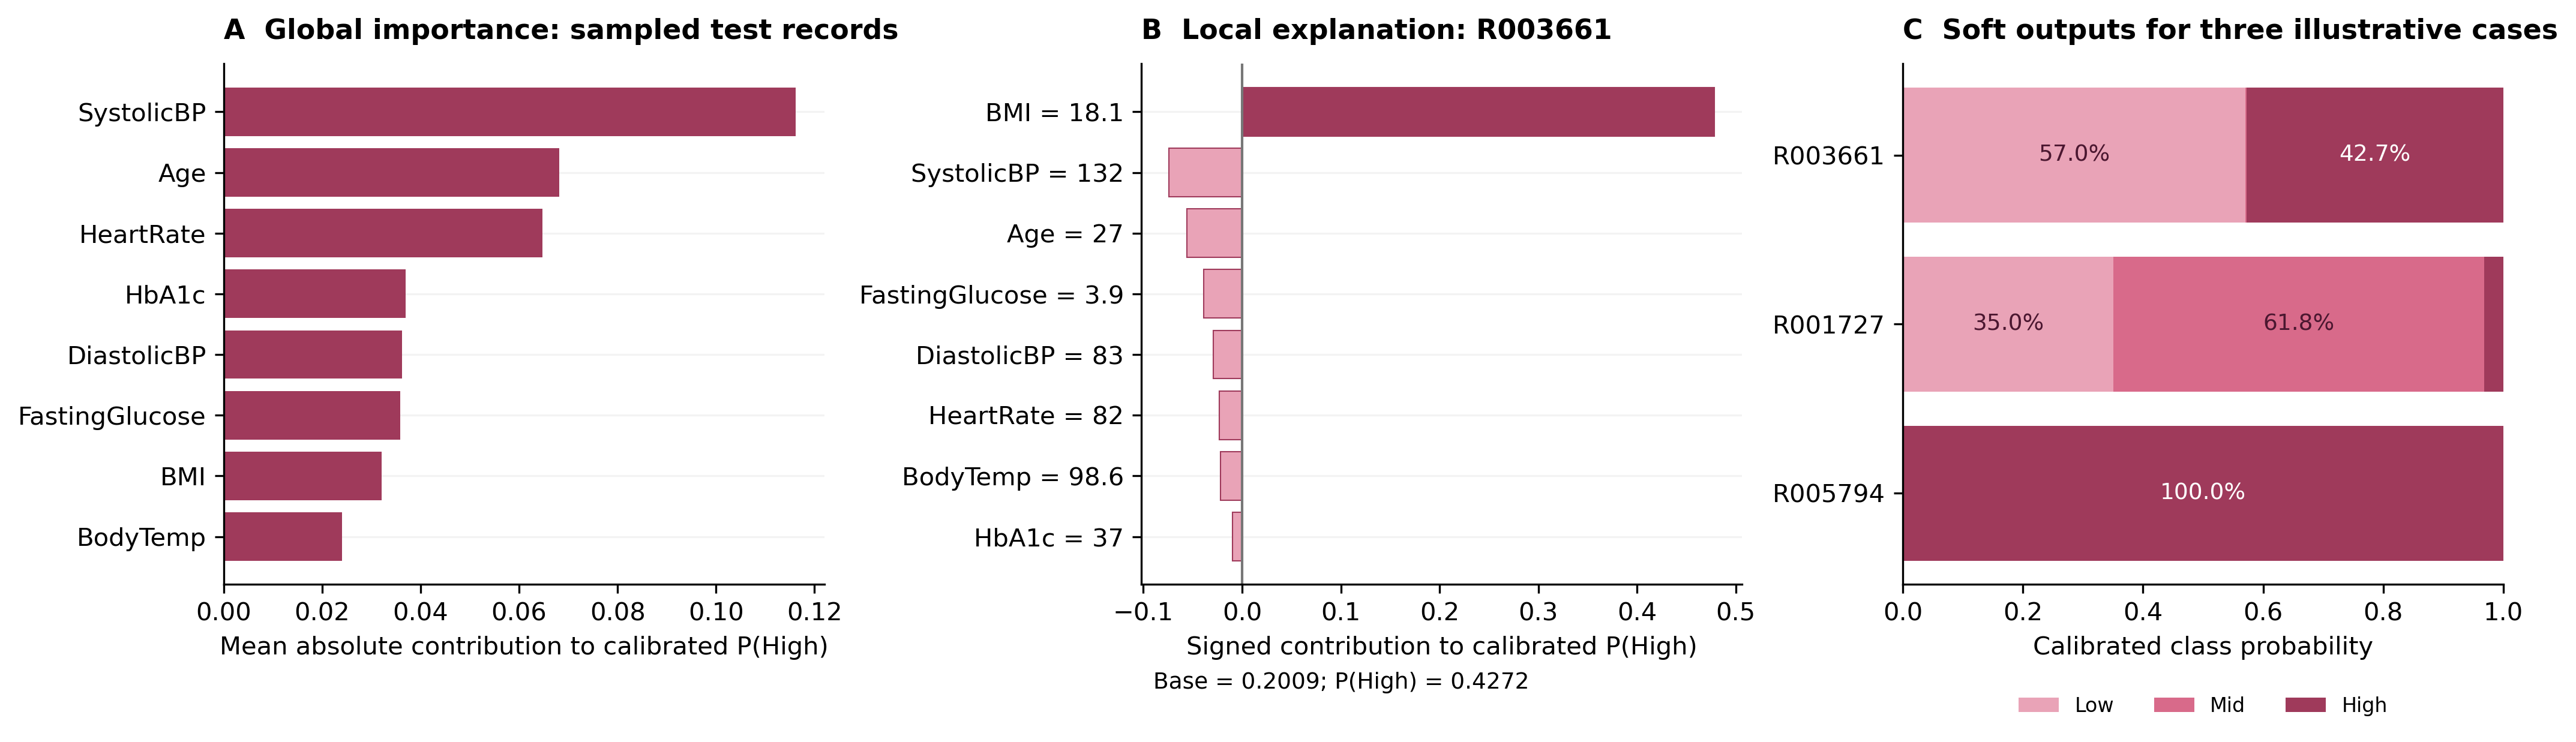 A  Global importance: sampled test records
SystolicBP
Age
HeartRate
HbA1c
DiastolicBP
FastingGlucose
BMI
BodyTemp
0.00 0.02 0.04 0.06 0.08 0.10 0.12
Mean absolute contribution to calibrated P(High)
B  Local explanation: R003661
BMI = 18.1
SystolicBP = 132
Age = 27
FastingGlucose = 3.9
DiastolicBP = 83
HeartRate = 82
BodyTemp = 98.6
HbA1c = 37
−0.1 0.0 0.1 0.2 0.3 0.4 0.5
Signed contribution to calibrated P(High)
Base = 0.2009; P(High) = 0.4272
C  Soft outputs for three illustrative cases
R003661 57.0% 42.7%
R001727 35.0% 61.8%
R005794 100.0%
0.0 0.2 0.4 0.6 0.8 1.0
Calibrated class probability
Low Mid High